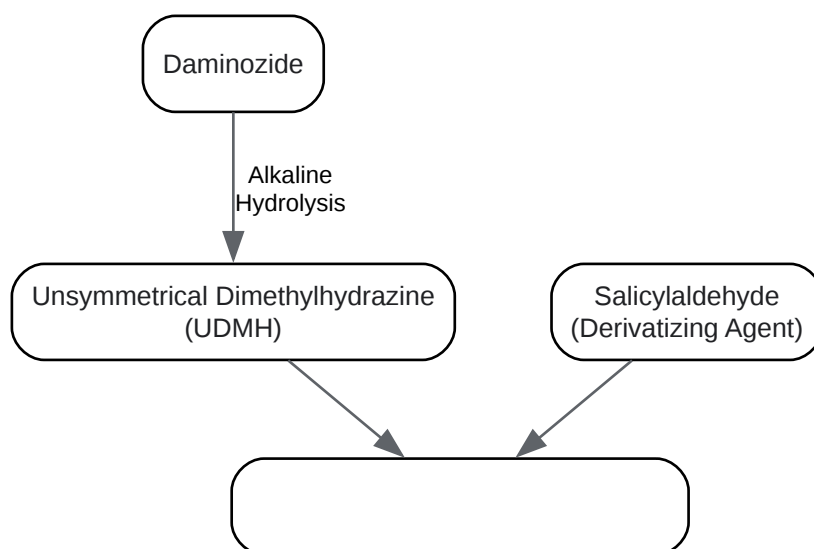 Daminozide
Alkaline
Hydrolysis
Unsymmetrical Dimethylhydrazine
(UDMH)
Salicylaldehyde
(Derivatizing Agent)